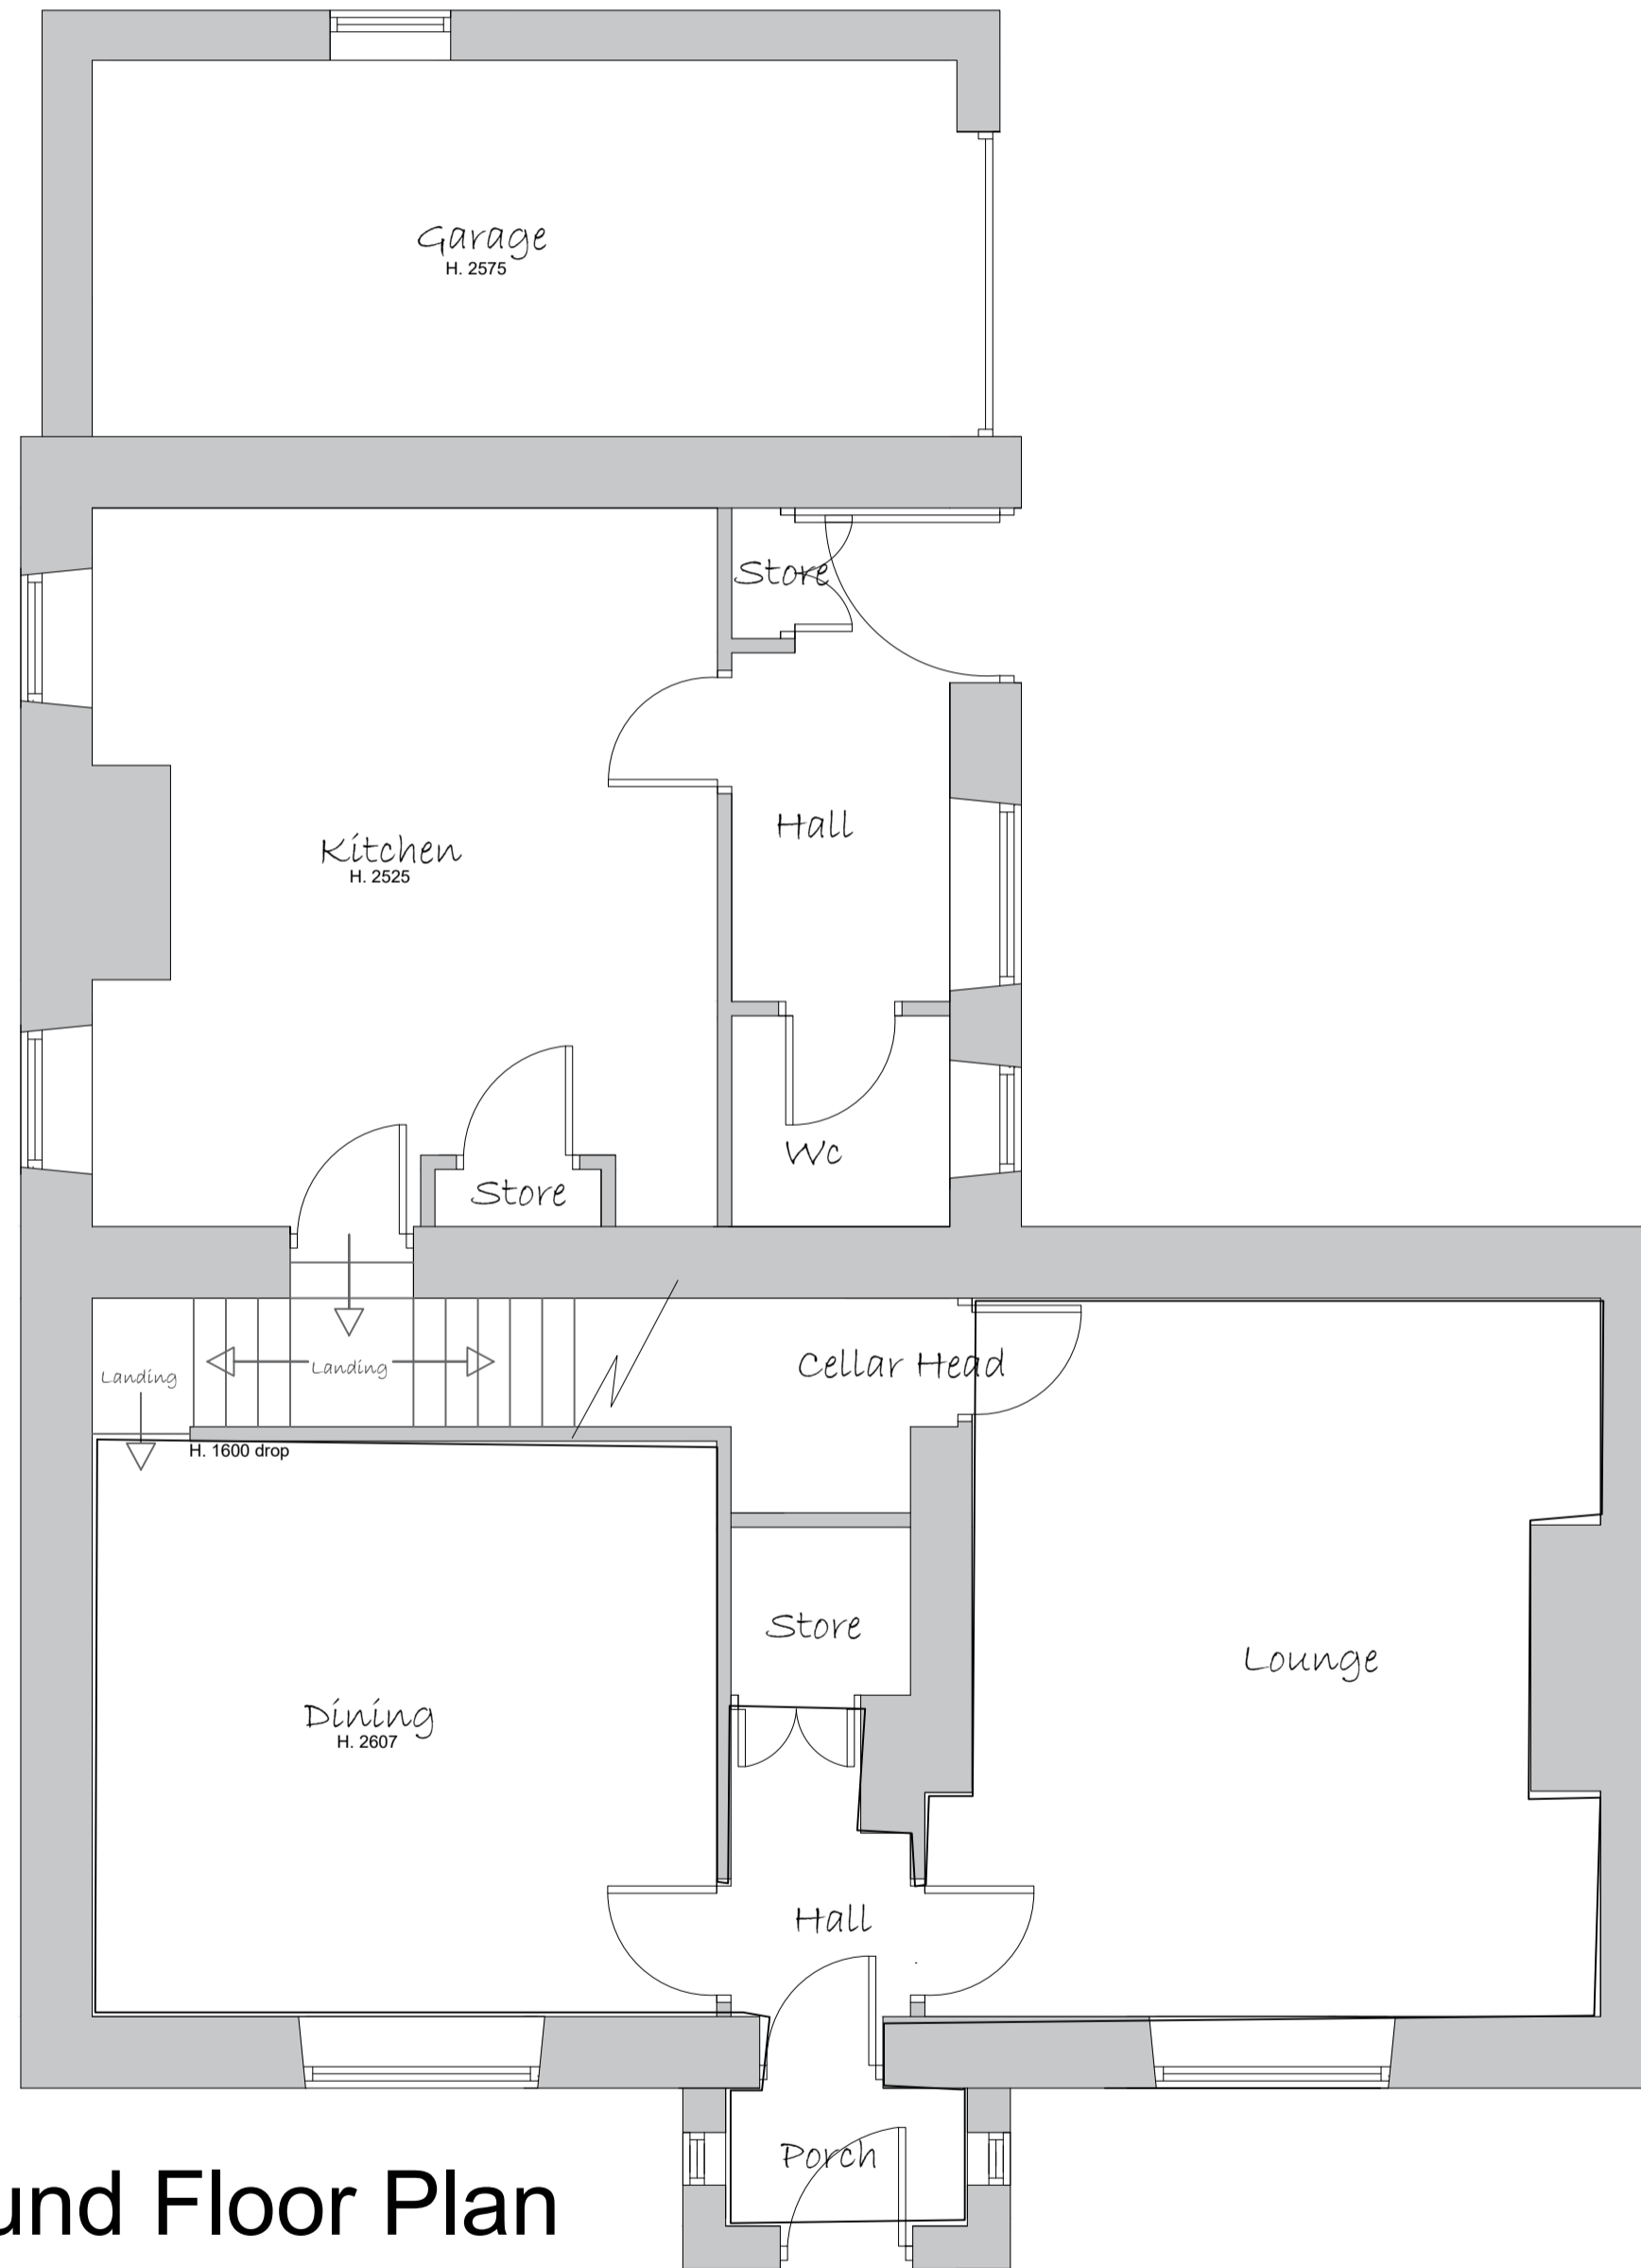 Garage
H. 2575
Store
Hall
Kitchen
H. 2525
Wc
Store
Cellar Head
Landing
Landing
H. 1600 drop
Store
Lounge
Dining
H. 2607
Hall
Porch
und Floor Plan